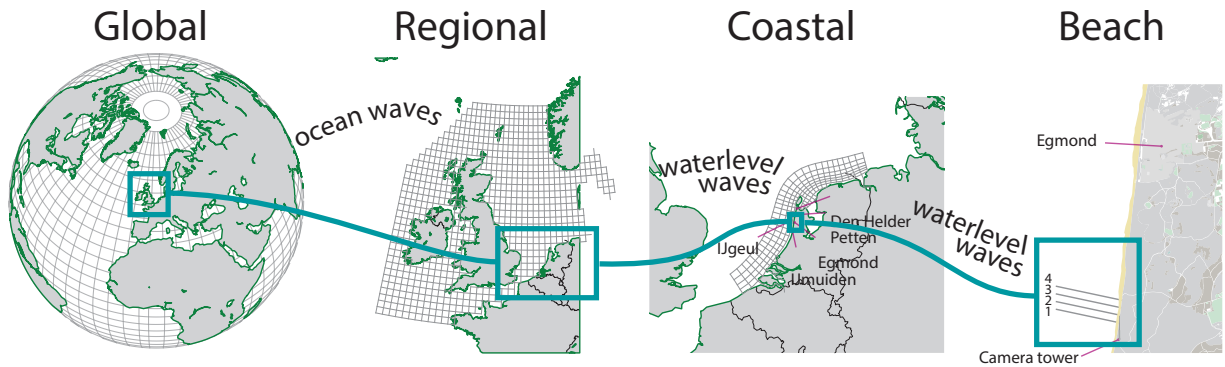 Global
Regional
Coastal
Beach
ocean waves
waterlevel
waves
Den Helder
Petten
IJgeul
Egmond
IJmuiden
waterlevel
waves
Egmond
4
3
2
1
Camera tower